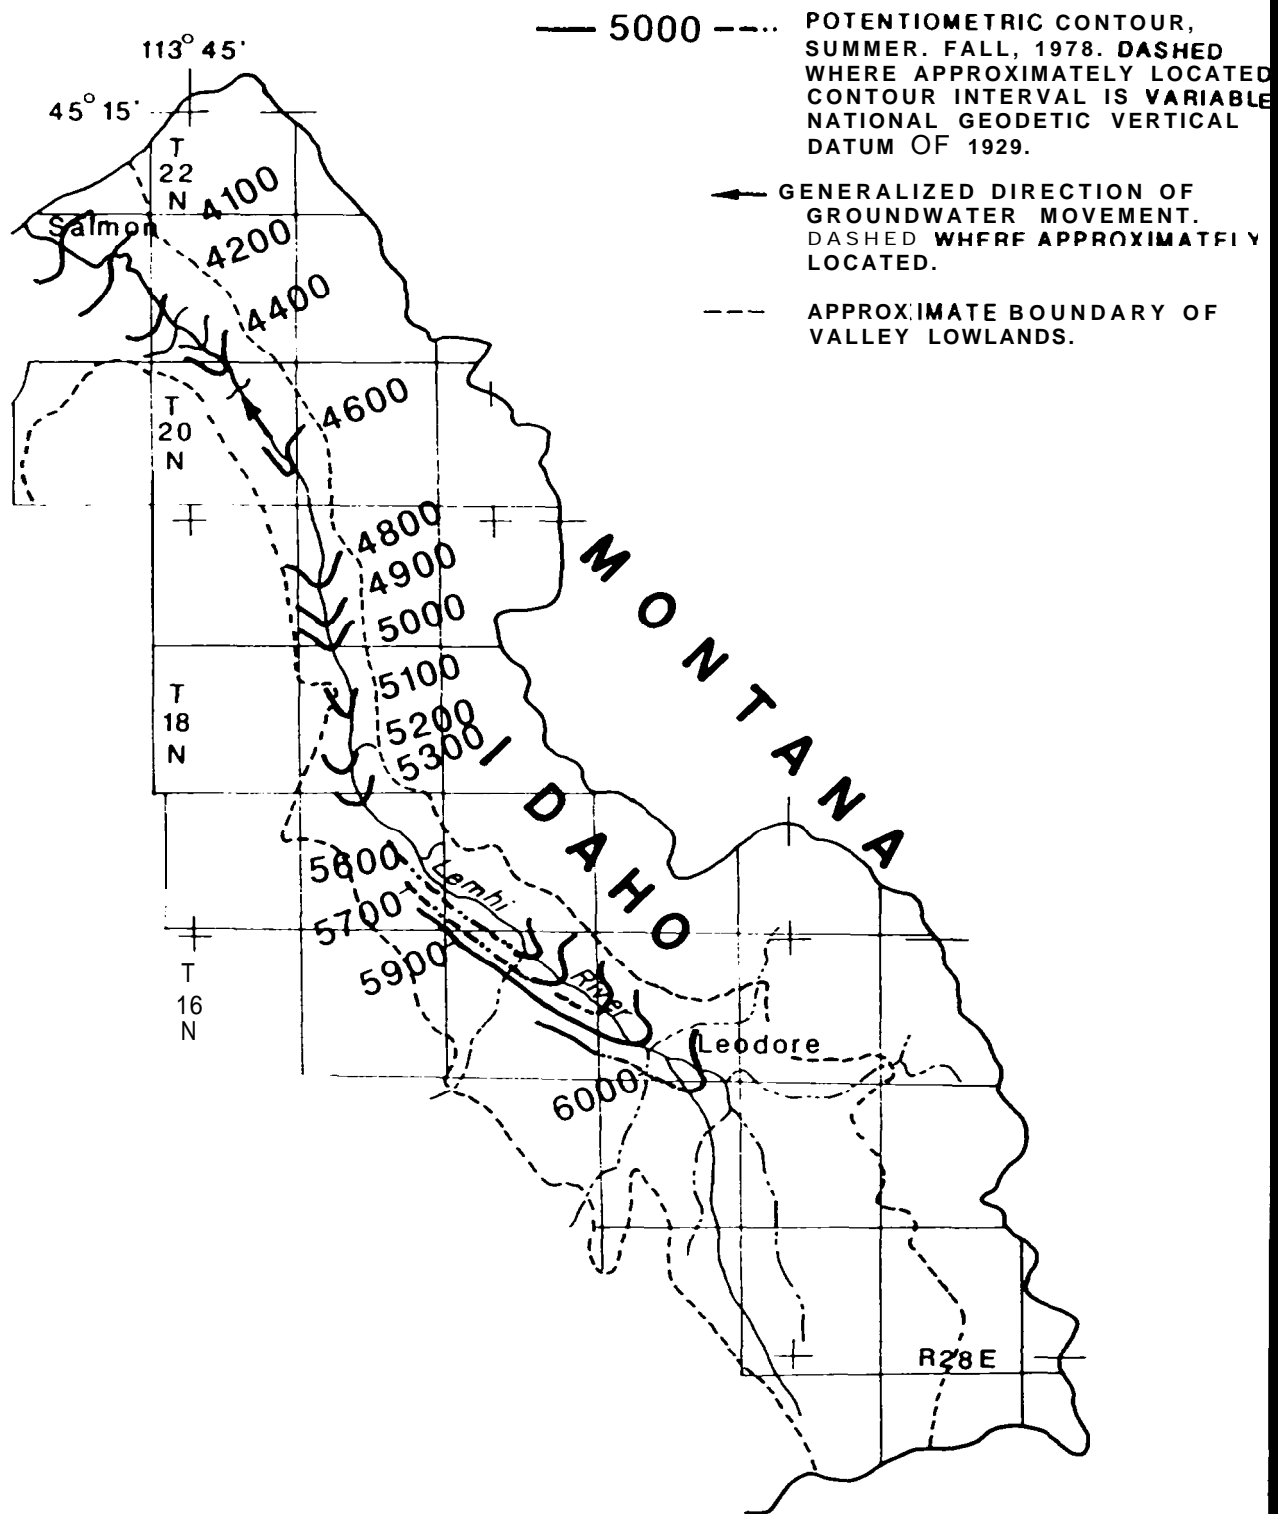 — 5000 ---..
POTENTIOMETRIC CONTOUR,
SUMMER. FALL, 1978. DASHED
WHERE APPROXIMATELY LOCATED
CONTOUR INTERVAL IS VARIABLE
NATIONAL GEODETIC VERTICAL
DATUM OF 1929.
GENERALIZED DIRECTION OF
GROUNDWATER MOVEMENT.
DASHED WHERE APPROXIMATELY
LOCATED.
APPROXIMATE BOUNDARY OF
VALLEY LOWLANDS.
113° 45'
45° 15'
T
22
N
4100
Salmon
4200
4400
T
20
N
4600
4800
4900
5000
MONTANA
T
18
N
5100
5200
5300
IDAHO
5600
Lemhi
5700
5900
River
T
16
N
Leodore
6000
R28E